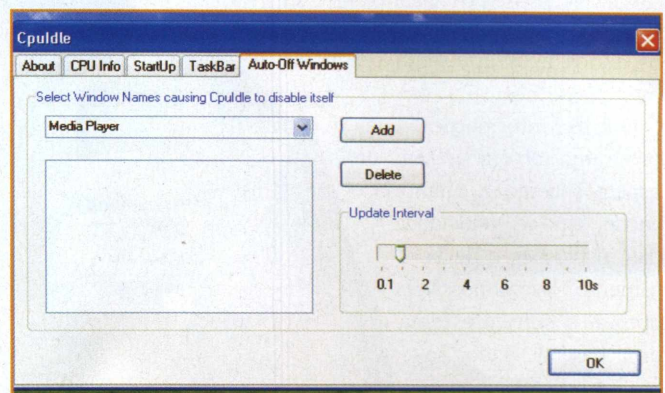 CpuIdle
About CPU Info StartUp TaskBar Auto-Off Windows
Select Window Names causing CpuIdle to disable itself
Media Player
Add
Delete
Update Interval
0.1 2 4 6 8 10s
OK